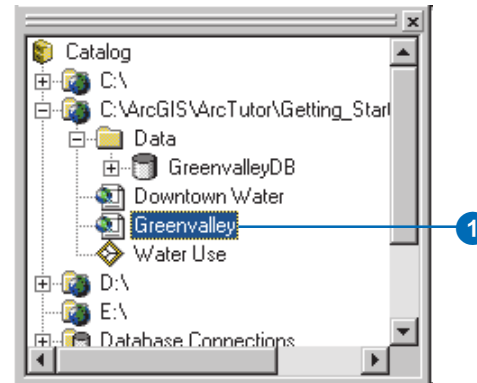 Catalog
C:\
C:\ArcGIS\ArcTutor\Getting_Start
Data
GreenvalleyDB
Downtown Water
Greenvalley
1
Water Use
D:\
E:\
Database Connections